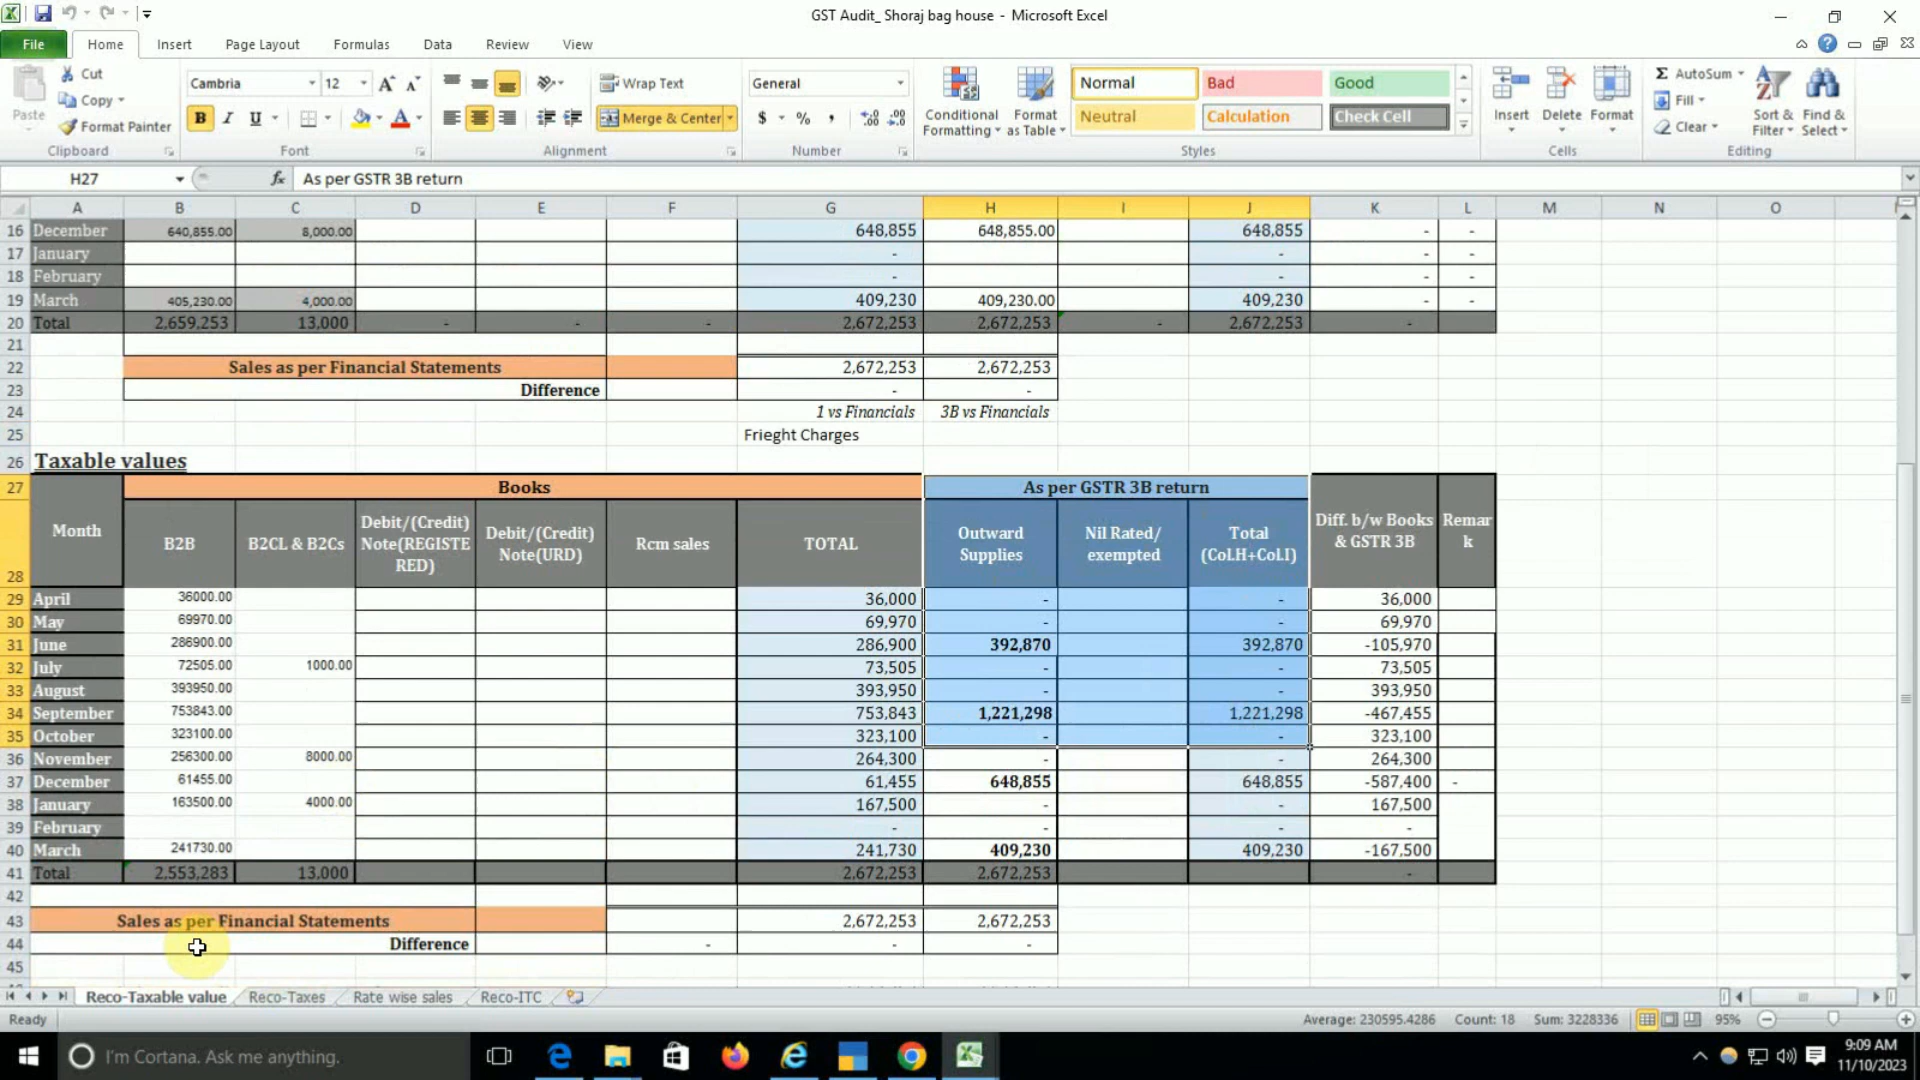 GST Audit_ Shoraj bag house - Microsoft Excel
File Home Insert Page Layout Formulas Data Review View
Paste Cut Copy Format Painter Clipboard
Cambria 12 B I U Font
Wrap Text Merge & Center Alignment
General $ % , Number
Conditional Formatting Format as Table
Normal Bad Good
Neutral Calculation Check Cell
Styles
Insert Delete Format Cells
Σ AutoSum Fill Clear Sort & Filter Find & Select Editing
H27 fx As per GSTR 3B return
A B C D E F G H I J K L M N O
16 December 640,855.00 8,000.00 648,855 648,855.00 648,855 - -
17 January - - - -
18 February - - - -
19 March 405,230.00 4,000.00 409,230 409,230.00 409,230 - -
20 Total 2,659,253 13,000 - - - 2,672,253 2,672,253 - 2,672,253 -
21
22 Sales as per Financial Statements 2,672,253 2,672,253
23 Difference - -
24 1 vs Financials 3B vs Financials
25 Frieght Charges
26 Taxable values
27 Books As per GSTR 3B return
28 Month B2B B2CL & B2Cs Debit/(Credit) Note(REGISTE RED) Debit/(Credit) Note(URD) Rcm sales TOTAL Outward Supplies Nil Rated/ exempted Total (Col.H+Col.I) Diff. b/w Books & GSTR 3B Remar k
29 April 36000.00 36,000 - - 36,000
30 May 69970.00 69,970 - - 69,970
31 June 286900.00 286,900 392,870 392,870 -105,970
32 July 72505.00 1000.00 73,505 - - 73,505
33 August 393950.00 393,950 - - 393,950
34 September 753843.00 753,843 1,221,298 1,221,298 -467,455
35 October 323100.00 323,100 - - 323,100
36 November 256300.00 8000.00 264,300 - - 264,300
37 December 61455.00 61,455 648,855 648,855 -587,400 -
38 January 163500.00 4000.00 167,500 - - 167,500
39 February - - - -
40 March 241730.00 241,730 409,230 409,230 -167,500
41 Total 2,553,283 13,000 2,672,253 2,672,253 -
42
43 Sales as per Financial Statements 2,672,253 2,672,253
44 Difference - - -
45
Reco-Taxable value Reco-Taxes Rate wise sales Reco-ITC
Ready Average: 230595.4286 Count: 18 Sum: 3228336 95%
I'm Cortana. Ask me anything. 9:09 AM
11/10/2023